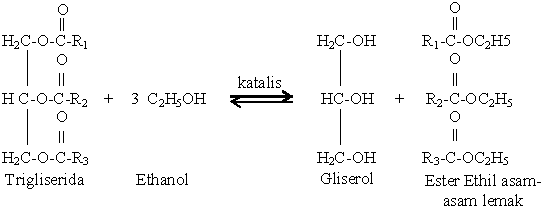 O O
H₂C-O-C-R₁ H₂C-OH R₁-C-OC₂H5
O O
katalis
H C-O-C-R₂ + 3 C₂H₅OH HC-OH + R₂-C-OC₂H₅
O O
H₂C-O-C-R₃ H₂C-OH R₃-C-OC₂H₅
Trigliserida Ethanol Gliserol Ester Ethil asam-
asam lemak